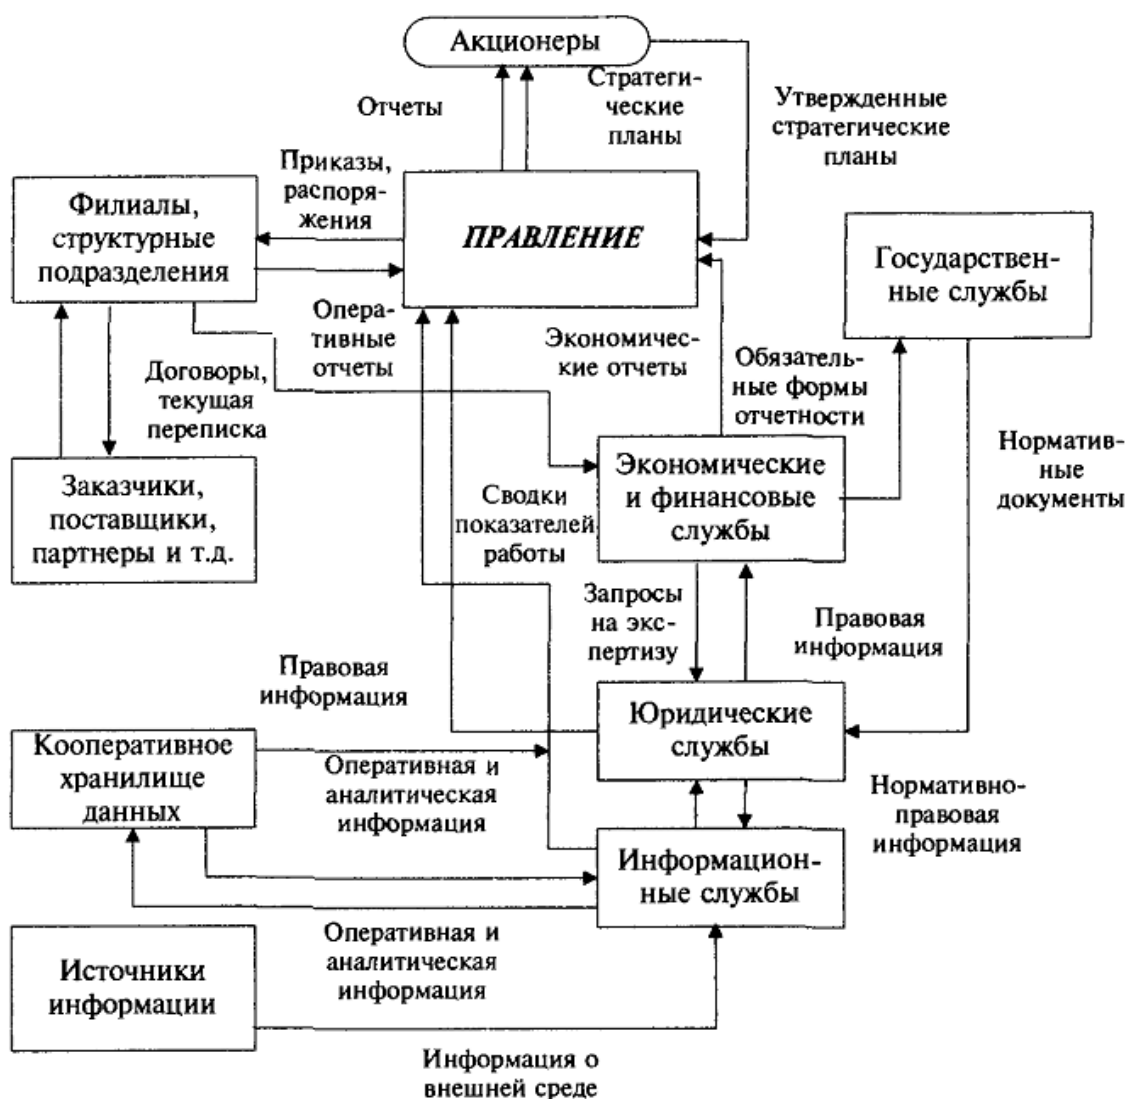 Акционеры
Отчеты
Стратеги-
ческие
планы
Утвержденные
стратегические
планы
Приказы,
распоря-
жения
Филиалы,
структурные
подразделения
ПРАВЛЕНИЕ
Государствен-
ные службы
Опера-
тивные
отчеты
Экономичес-
кие отчеты
Обязатель-
ные формы
отчетности
Договоры,
текущая
переписка
Заказчики,
поставщики,
партнеры и т.д.
Сводки
показателей
работы
Экономические
и финансовые
службы
Норматив-
ные
документы
Запросы
на экс-
пертизу
Правовая
информация
Правовая
информация
Юридические
службы
Кооперативное
хранилище
данных
Оперативная и
аналитическая
информация
Нормативно-
правовая
информация
Информацион-
ные службы
Источники
информации
Оперативная и
аналитическая
информация
Информация о
внешней среде